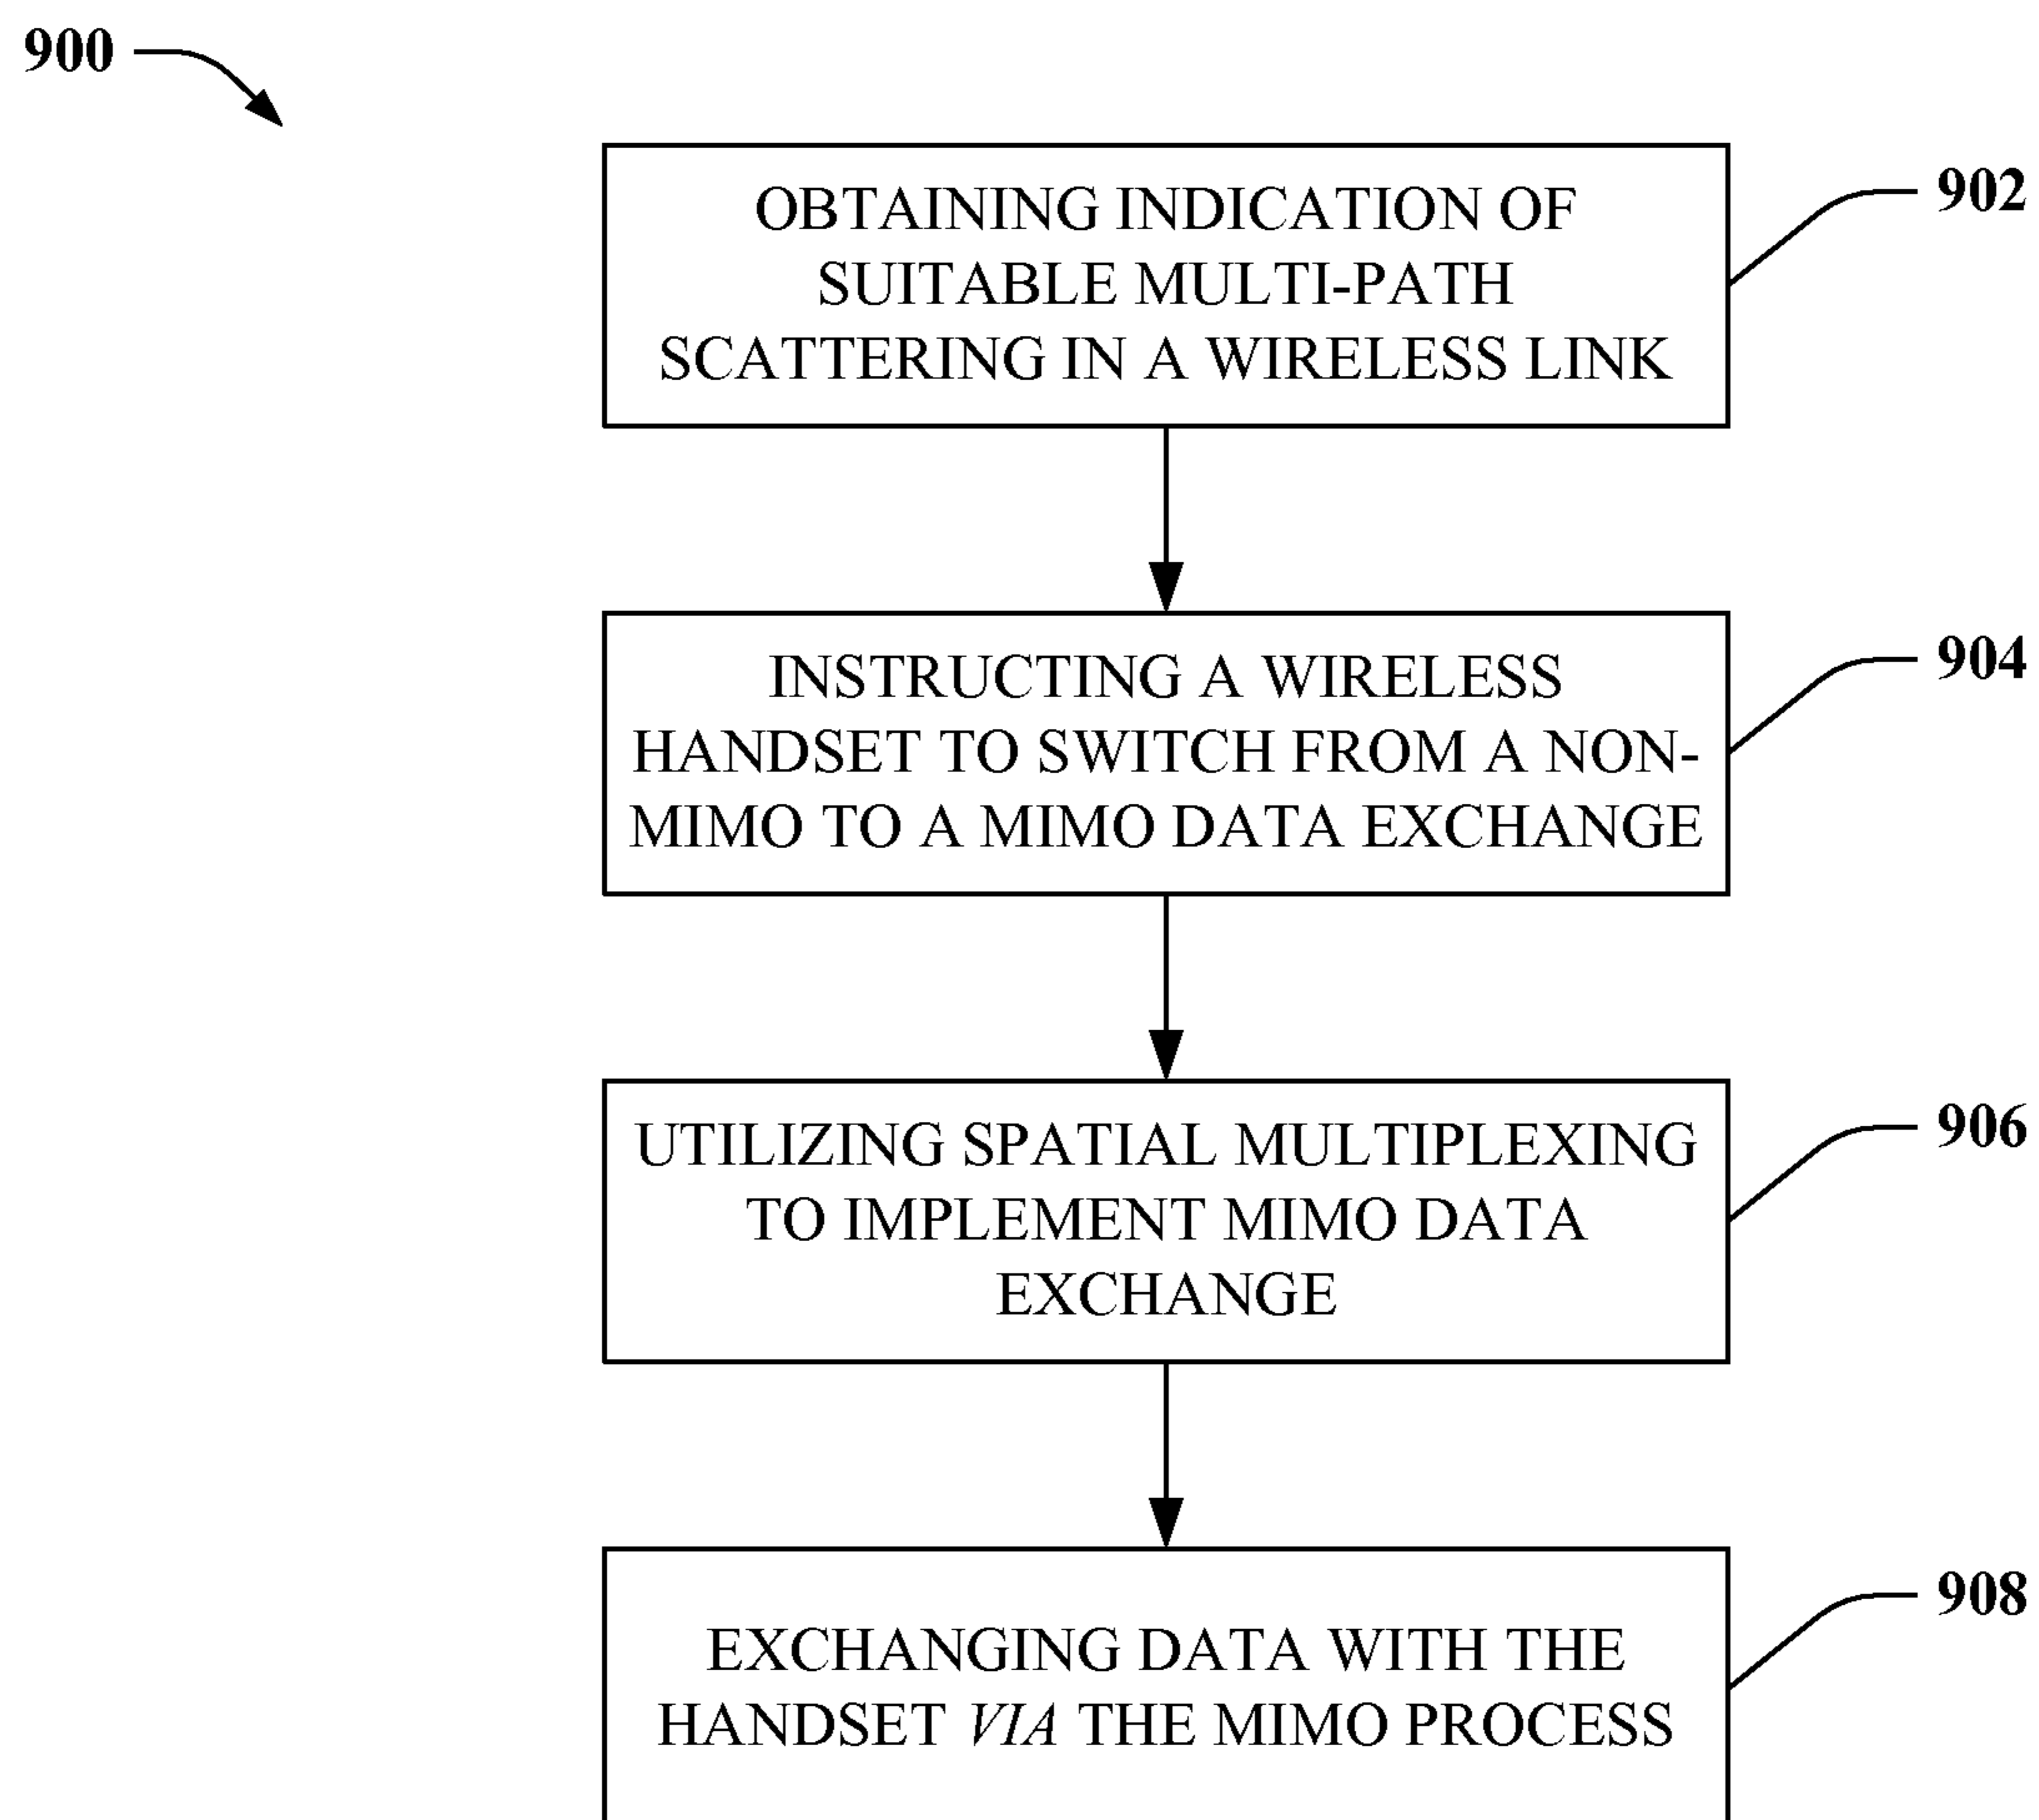 900
OBTAINING INDICATION OF
SUITABLE MULTI-PATH
SCATTERING IN A WIRELESS LINK
902
INSTRUCTING A WIRELESS
HANDSET TO SWITCH FROM A NON-
MIMO TO A MIMO DATA EXCHANGE
904
UTILIZING SPATIAL MULTIPLEXING
TO IMPLEMENT MIMO DATA
EXCHANGE
906
EXCHANGING DATA WITH THE
HANDSET VIA THE MIMO PROCESS
908